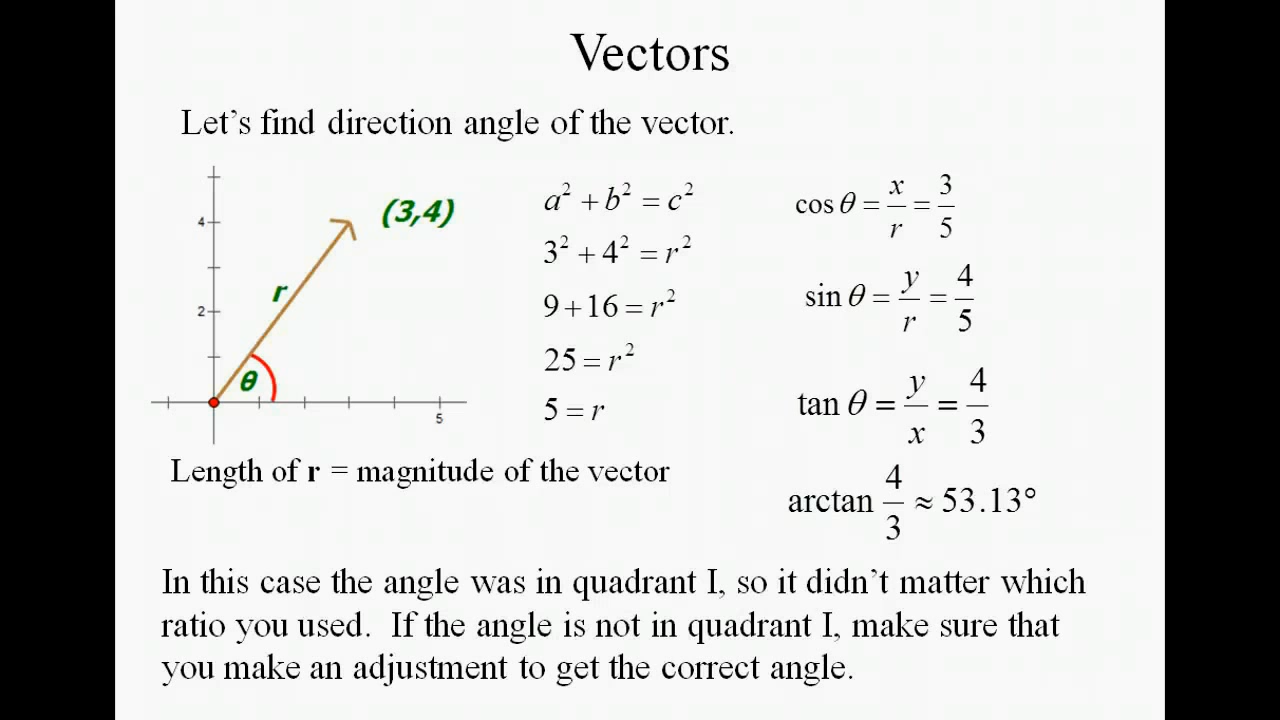 Vectors
Let's find direction angle of the vector.
(3,4)
4
r
2
θ
5
a² + b² = c²
3² + 4² = r²
9 + 16 = r²
25 = r²
5 = r
cos θ = x/r = 3/5
sin θ = y/r = 4/5
tan θ = y/x = 4/3
arctan 4/3 ≈ 53.13°
Length of r = magnitude of the vector
In this case the angle was in quadrant I, so it didn't matter which
ratio you used. If the angle is not in quadrant I, make sure that
you make an adjustment to get the correct angle.